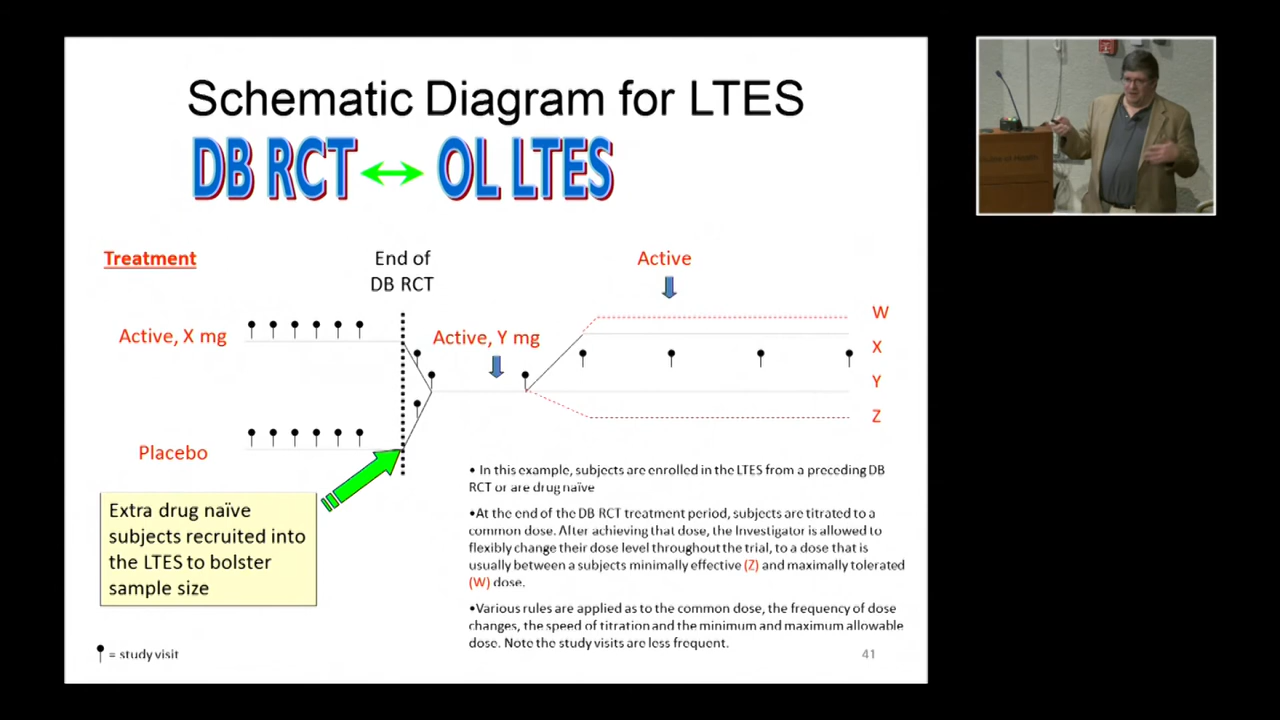 Schematic Diagram for LTES
DB RCT OL LTES
Treatment
End of
DB RCT
Active
Active, X mg
Active, Y mg
W
X
Y
Z
Placebo
Extra drug naïve
subjects recruited into
the LTES to bolster
sample size
• In this example, subjects are enrolled in the LTES from a preceding DB
RCT or are drug naïve
•At the end of the DB RCT treatment period, subjects are titrated to a
common dose. After achieving that dose, the Investigator is allowed to
flexibly change their dose level throughout the trial, to a dose that is
usually between a subjects minimally effective (Z) and maximally tolerated
(W) dose.
•Various rules are applied as to the common dose, the frequency of dose
changes, the speed of titration and the minimum and maximum allowable
dose. Note the study visits are less frequent.
= study visit
41